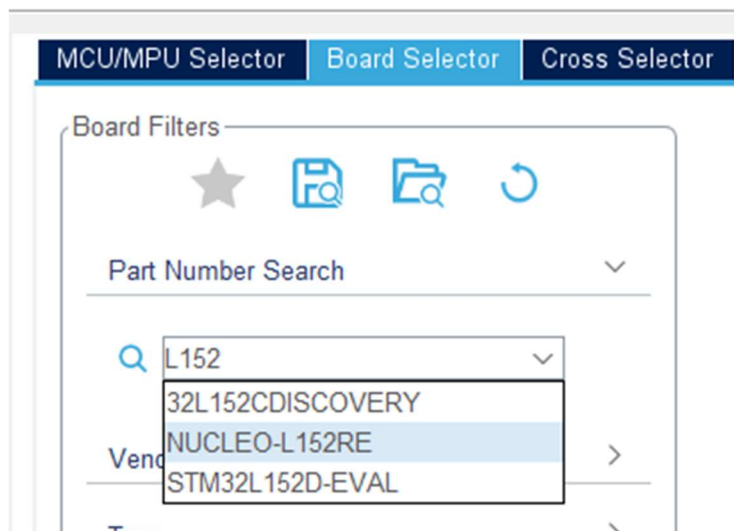 MCU/MPU Selector Board Selector Cross Selector
Board Filters
Part Number Search
L152
32L152CDISCOVERY
NUCLEO-L152RE
Vend
STM32L152D-EVAL